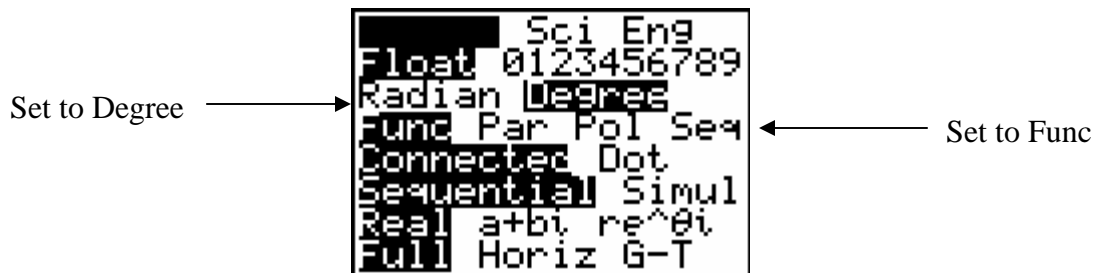 Sci Eng
Float 0123456789
Set to Degree
Radian Degree
Func Par Pol Seq
Set to Func
Connected Dot
Sequential Simul
Real a+bi re^θi
Full Horiz G-T